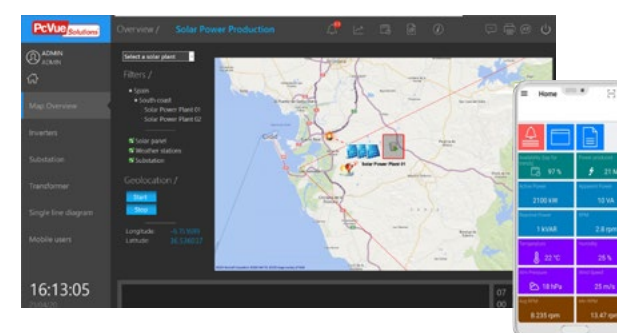 PcVue Solutions
Overview / Solar Power Production
ADMIN
ADMIN
Map Overview
Inverters
Substation
Transformer
Single line diagram
Mobile users
16:13:05
Select a solar plant
Filters /
Spain
South coast
Solar Power Plant 01
Solar Power Plant 02
Solar panel
Weather stations
Substation
Geolocation /
Start
Stop
Longitude
Latitude
Solar Power Plant 01
07
00
Home
97 %
Power produced
Active Power
2100 kW
Apparent Power
10 VA
Reactive Power
1 kVAR
Temperature
22 °C
Humidity
25 %
18 hPa
Wind Speed
25 m/s
8.235 rpm
13.47 rpm